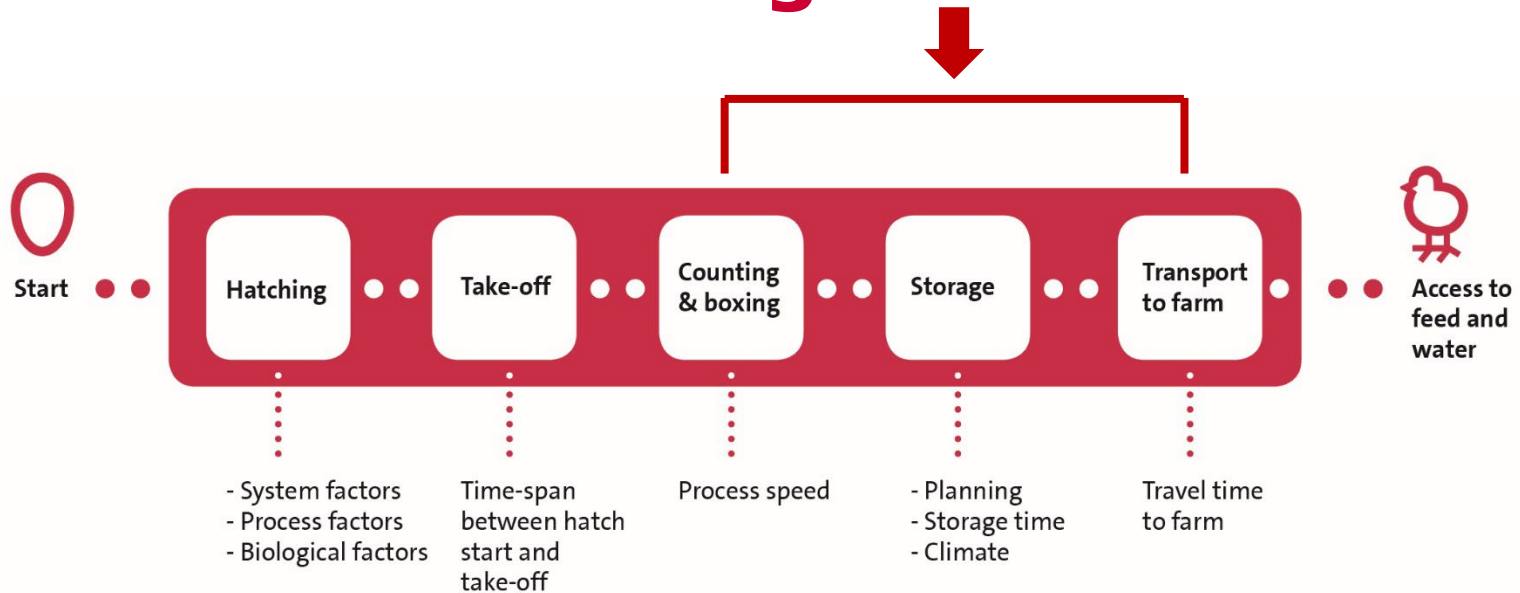 Start
Hatching
Take-off
Counting
& boxing
Storage
Transport
to farm
Access to
feed and
water
- System factors
- Process factors
- Biological factors
Time-span
between hatch
start and
take-off
Process speed
- Planning
- Storage time
- Climate
Travel time
to farm